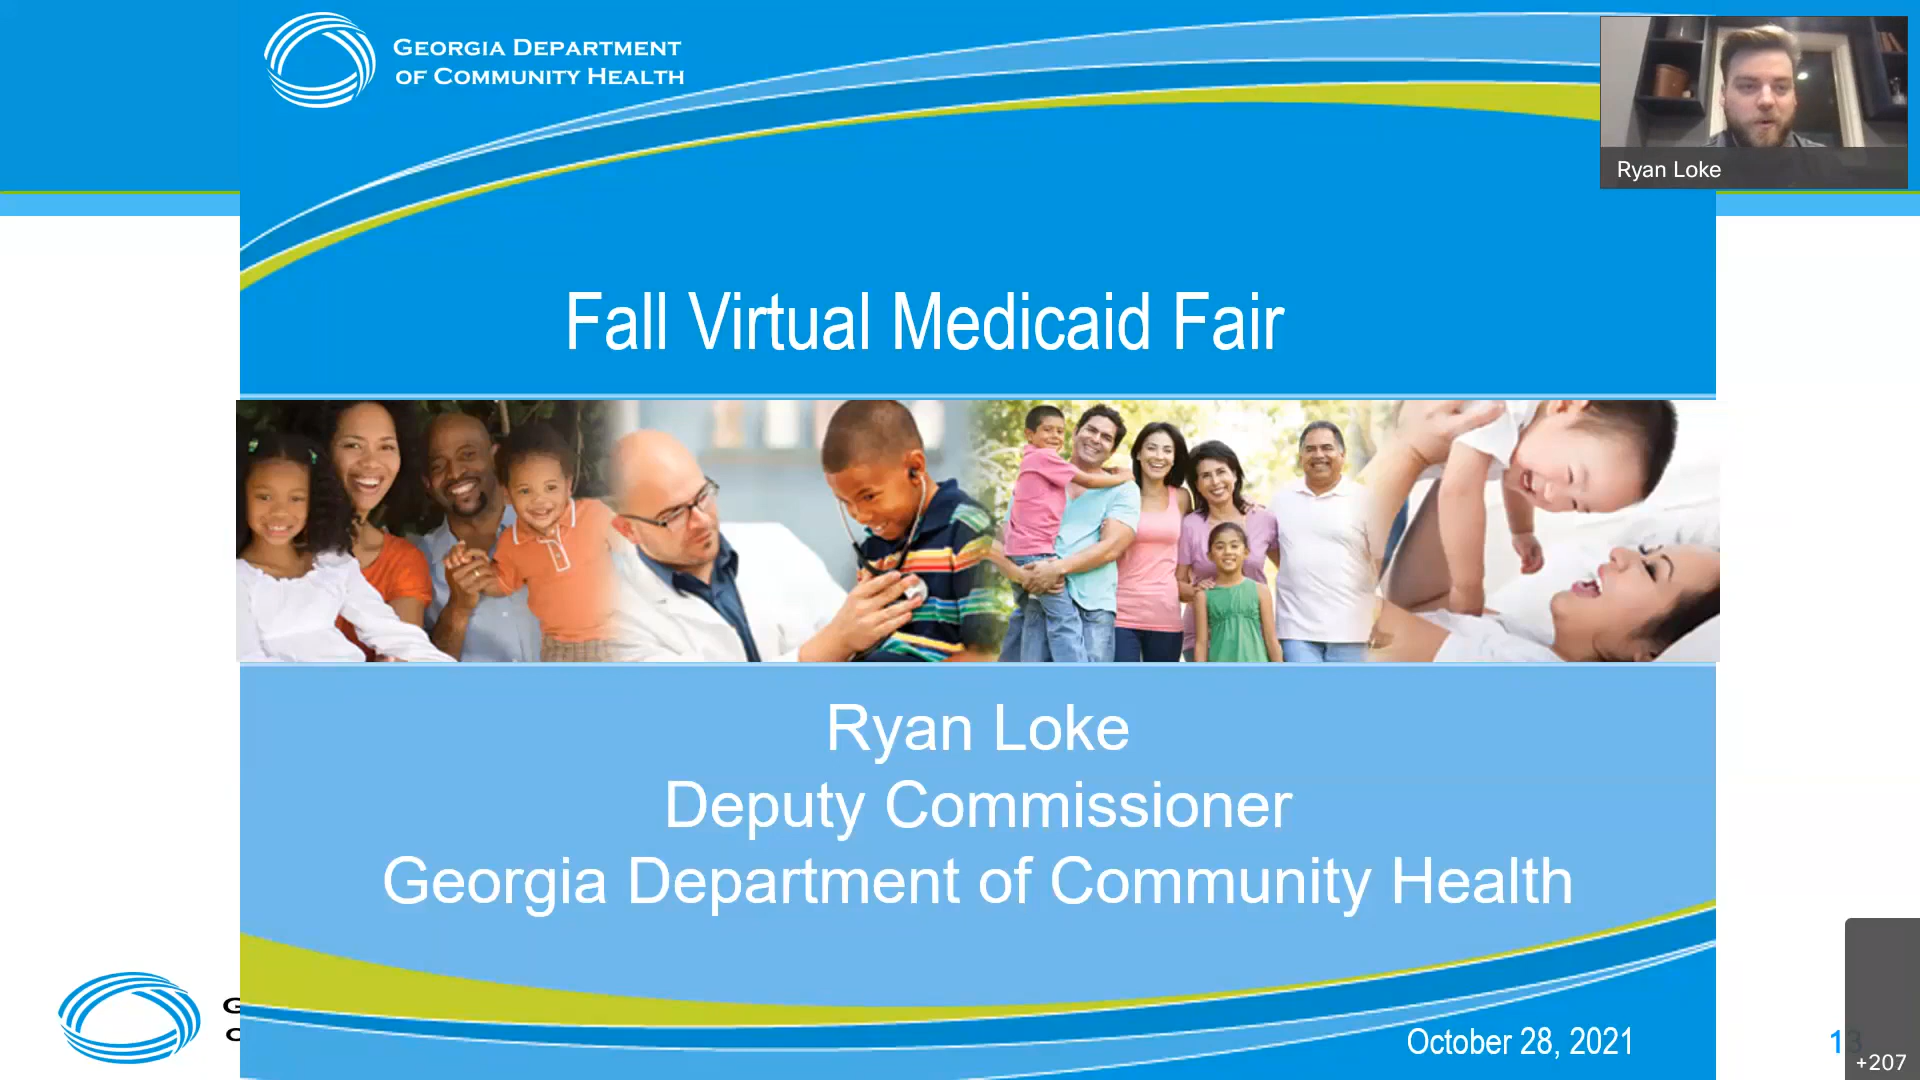 GEORGIA DEPARTMENT
OF COMMUNITY HEALTH
Ryan Loke
Fall Virtual Medicaid Fair
Ryan Loke
Deputy Commissioner
Georgia Department of Community Health
October 28, 2021
13
+207